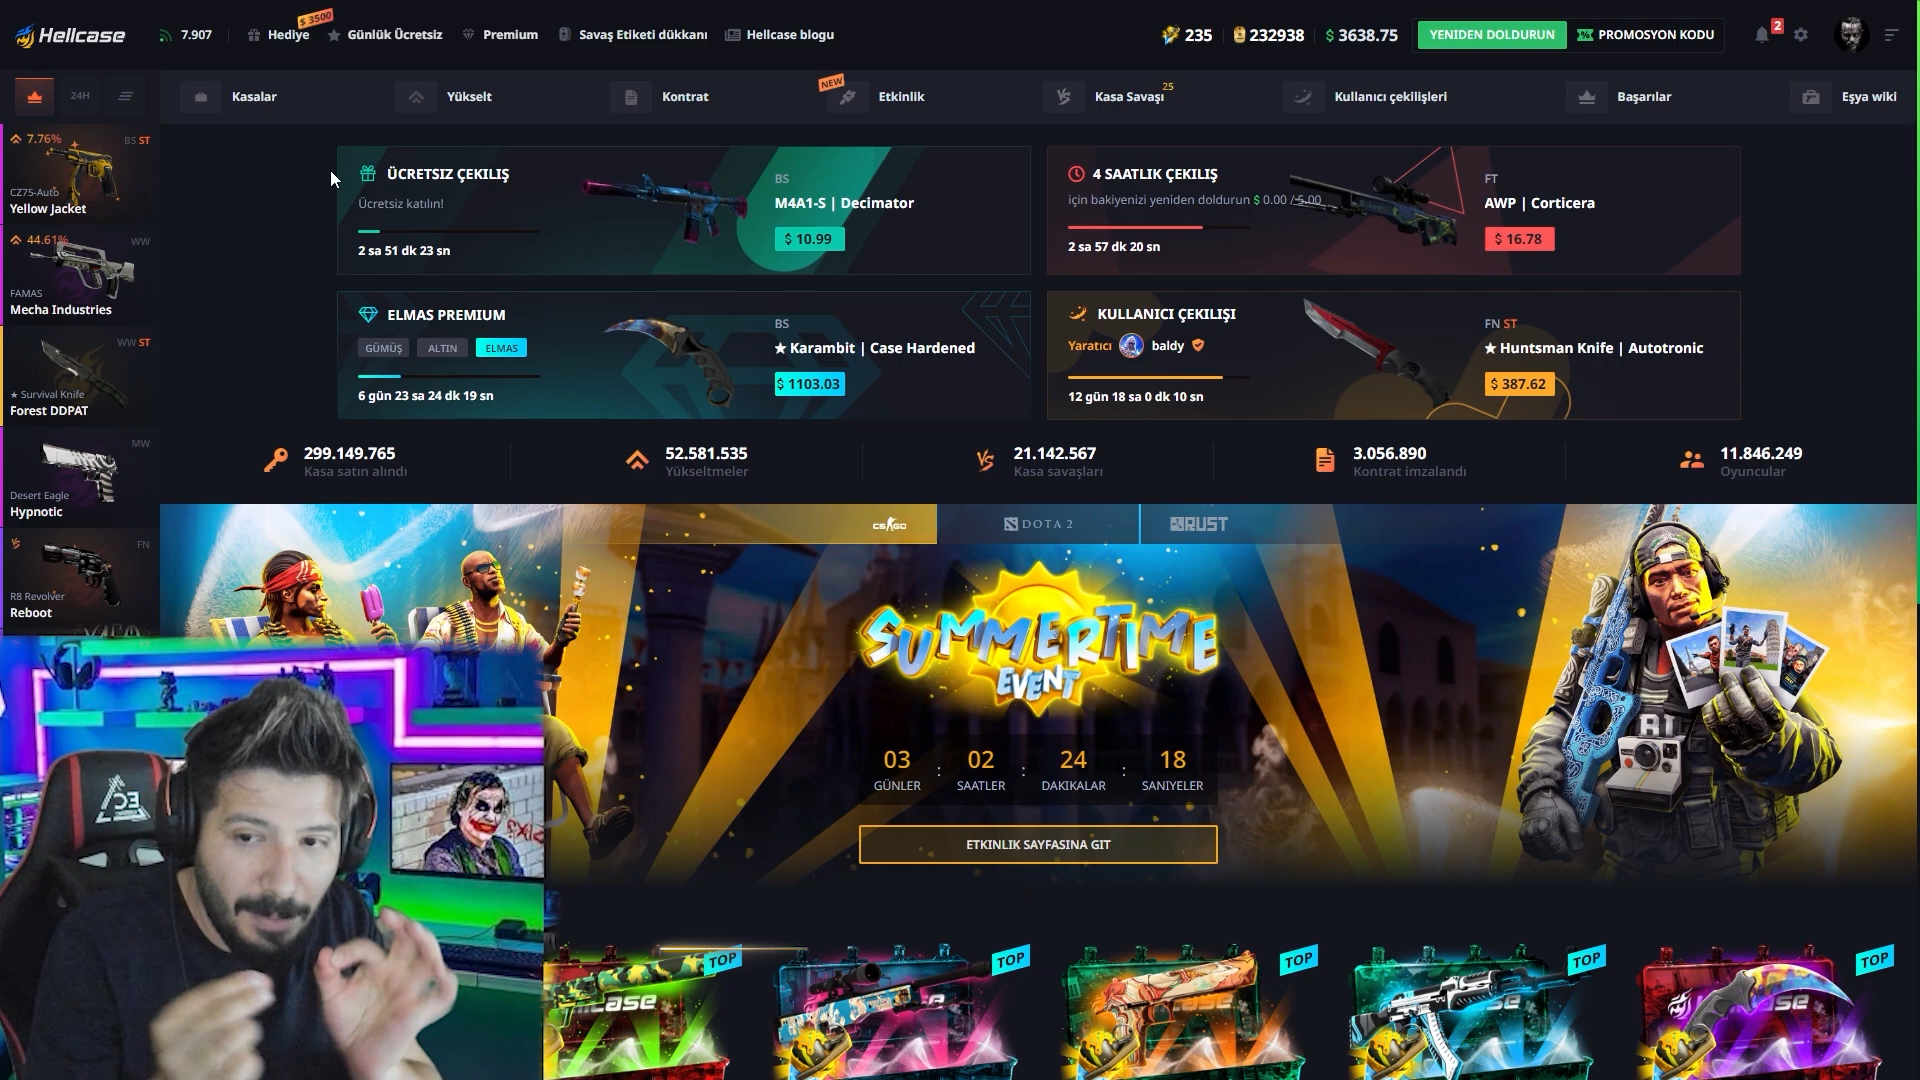 Hellcase
7.907
$ 3500
Hediye
Günlük Ücretsiz
Premium
Savaş Etiketi dükkanı
Hellcase blogu
235
232938
$ 3638.75
YENIDEN DOLDURUN
PROMOSYON KODU
2
24H
Kasalar
Yükselt
Kontrat
NEW
Etkinlik
Kasa Savaşı
25
Kullanıcı çekilişleri
Başarılar
Eşya wiki
7.76%
BS ST
CZ75-Auto
Yellow Jacket
44.61%
WW
FAMAS
Mecha Industries
WW ST
★ Survival Knife
Forest DDPAT
MW
Desert Eagle
Hypnotic
VS
FN
R8 Revolver
Reboot
ÜCRETSIZ ÇEKILIŞ
Ücretsiz katılın!
2 sa 51 dk 23 sn
BS
M4A1-S | Decimator
$ 10.99
4 SAATLIK ÇEKILIŞ
için bakiyenizi yeniden doldurun $ 0.00 / 5.00
2 sa 57 dk 20 sn
FT
AWP | Corticera
$ 16.78
ELMAS PREMIUM
GÜMÜŞ
ALTIN
ELMAS
6 gün 23 sa 24 dk 19 sn
BS
★ Karambit | Case Hardened
$ 1103.03
KULLANICI ÇEKILIŞI
Yaratıcı
baldy
12 gün 18 sa 0 dk 10 sn
FN ST
★ Huntsman Knife | Autotronic
$ 387.62
299.149.765
Kasa satın alındı
52.581.535
Yükseltmeler
VS
21.142.567
Kasa savaşları
3.056.890
Kontrat imzalandı
11.846.249
Oyuncular
CS GO
DOTA 2
RUST
SUMMERTIME
EVENT
03
GÜNLER
:
02
SAATLER
:
24
DAKIKALAR
:
18
SANIYELER
ETKINLIK SAYFASINA GIT
TOP
TOP
TOP
TOP
TOP